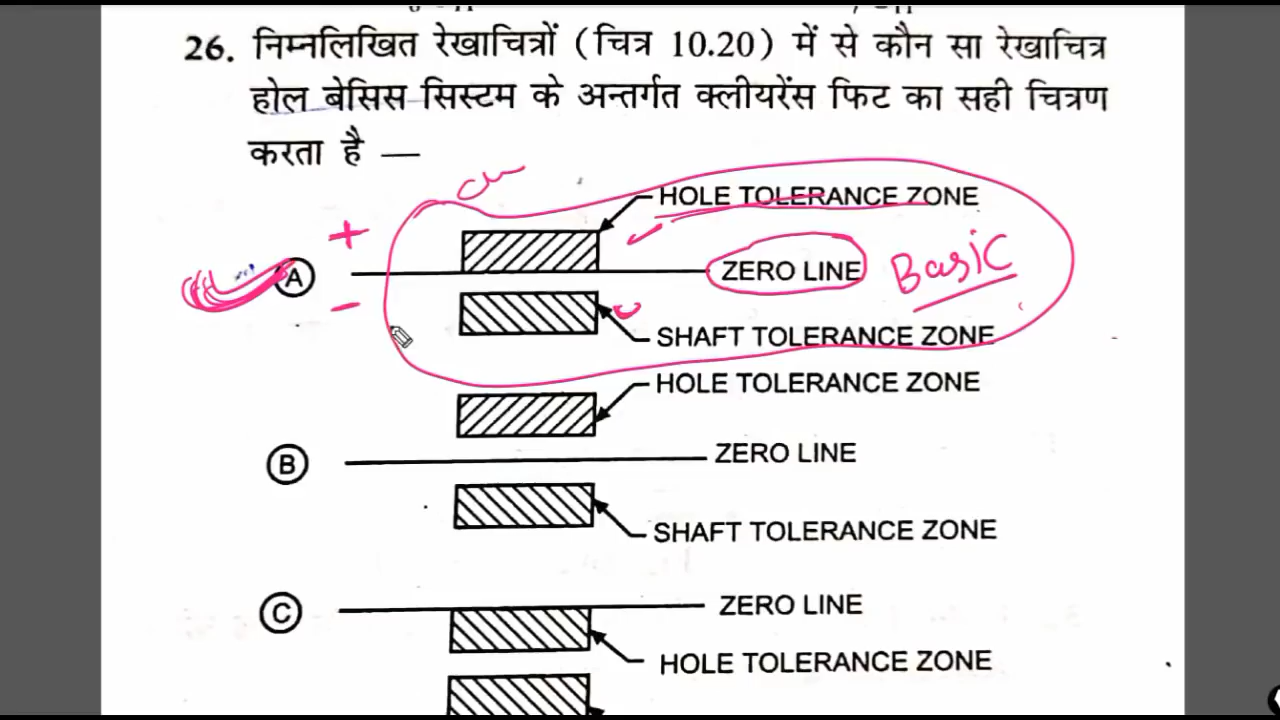 26. निम्नलिखित रेखाचित्रों (चित्र 10.20) में से कौन सा रेखाचित्र
होल बेसिस सिस्टम के अन्तर्गत क्लीयरेंस फिट का सही चित्रण
करता है —
HOLE TOLERANCE ZONE
+
A
ZERO LINE
Basic
-
SHAFT TOLERANCE ZONE
HOLE TOLERANCE ZONE
B
ZERO LINE
SHAFT TOLERANCE ZONE
C
ZERO LINE
HOLE TOLERANCE ZONE